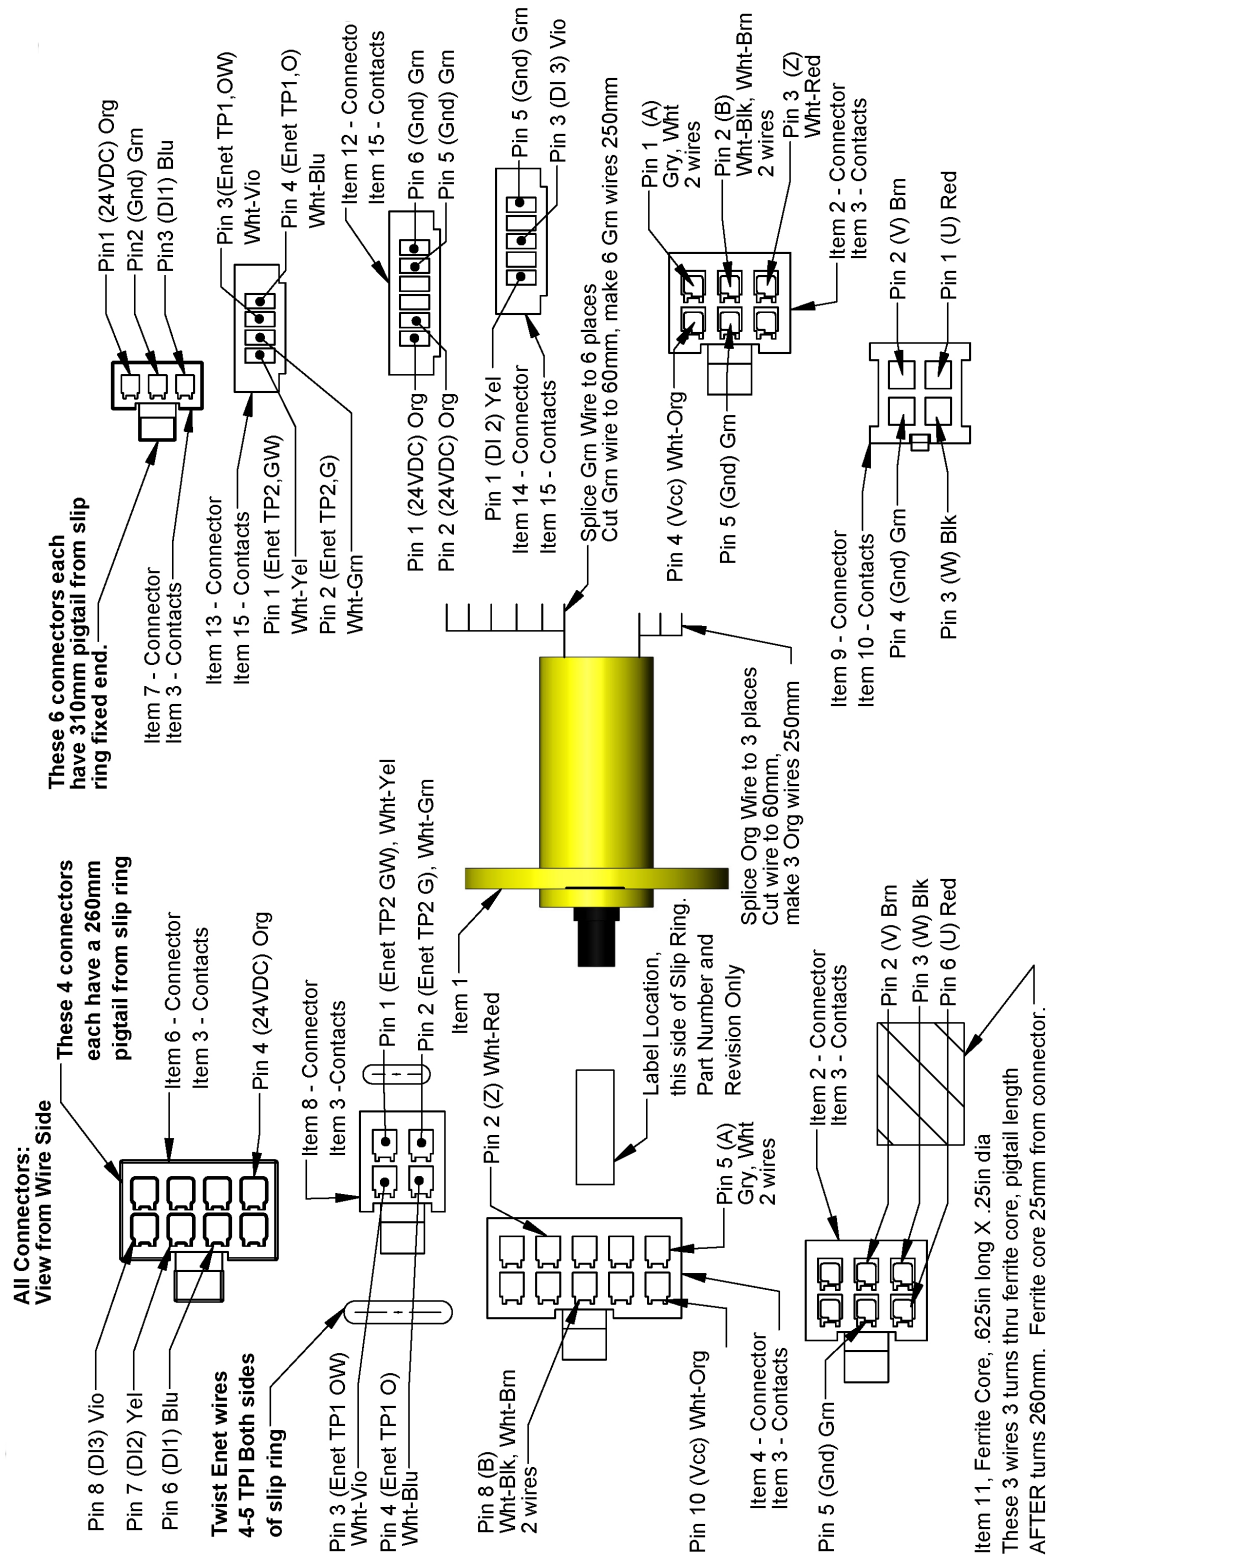 All Connectors:
View from Wire Side
These 4 connectors
each have a 260mm
pigtail from slip ring
Item 6 - Connector
Item 3 - Contacts
Pin 4 (24VDC) Org
Pin 8 (DI3) Vio
Pin 7 (DI2) Yel
Pin 6 (DI1) Blu
Twist Enet wires
4-5 TPI Both sides
of slip ring
Item 8 - Connector
Item 3 -Contacts
Pin 1 (Enet TP2 GW), Wht-Yel
Pin 2 (Enet TP2 G), Wht-Grn
Pin 3 (Enet TP1 OW)
Wht-Vio
Pin 4 (Enet TP1 O)
Wht-Blu
Item 1
Pin 2 (Z) Wht-Red
Pin 8 (B)
Wht-Blk, Wht-Brn
2 wires
Pin 5 (A)
Gry, Wht
2 wires
Pin 10 (Vcc) Wht-Org
Item 4 - Connector
Item 3 - Contacts
Label Location,
this side of Slip Ring.
Part Number and
Revision Only
Item 2 - Connector
Item 3 - Contacts
Pin 2 (V) Brn
Pin 3 (W) Blk
Pin 6 (U) Red
Pin 5 (Gnd) Grn
Item 11, Ferrite Core, .625in long X .25in dia
These 3 wires 3 turns thru ferrite core, pigtail length
AFTER turns 260mm. Ferrite core 25mm from connector.
These 6 connectors each
have 310mm pigtail from slip
ring fixed end.
Pin1 (24VDC) Org
Pin2 (Gnd) Grn
Pin3 (DI1) Blu
Item 7 - Connector
Item 3 - Contacts
Pin 3(Enet TP1,OW)
Wht-Vio
Pin 4 (Enet TP1,O)
Wht-Blu
Item 13 - Connector
Item 15 - Contacts
Pin 1 (Enet TP2,GW)
Wht-Yel
Pin 2 (Enet TP2,G)
Wht-Grn
Item 12 - Connecto
Item 15 - Contacts
Pin 6 (Gnd) Grn
Pin 5 (Gnd) Grn
Pin 1 (24VDC) Org
Pin 2 (24VDC) Org
Pin 5 (Gnd) Grn
Pin 3 (DI 3) Vio
Pin 1 (DI 2) Yel
Item 14 - Connector
Item 15 - Contacts
Splice Grn Wire to 6 places
Cut Grn wire to 60mm, make 6 Grn wires 250mm
Splice Org Wire to 3 places
Cut wire to 60mm,
make 3 Org wires 250mm
Pin 1 (A)
Gry, Wht
2 wires
Pin 2 (B)
Wht-Blk, Wht-Brn
2 wires
Pin 3 (Z)
Wht-Red
Item 2 - Connector
Item 3 - Contacts
Pin 4 (Vcc) Wht-Org
Pin 5 (Gnd) Grn
Pin 2 (V) Brn
Pin 1 (U) Red
Item 9 - Connector
Item 10 - Contacts
Pin 4 (Gnd) Grn
Pin 3 (W) Blk